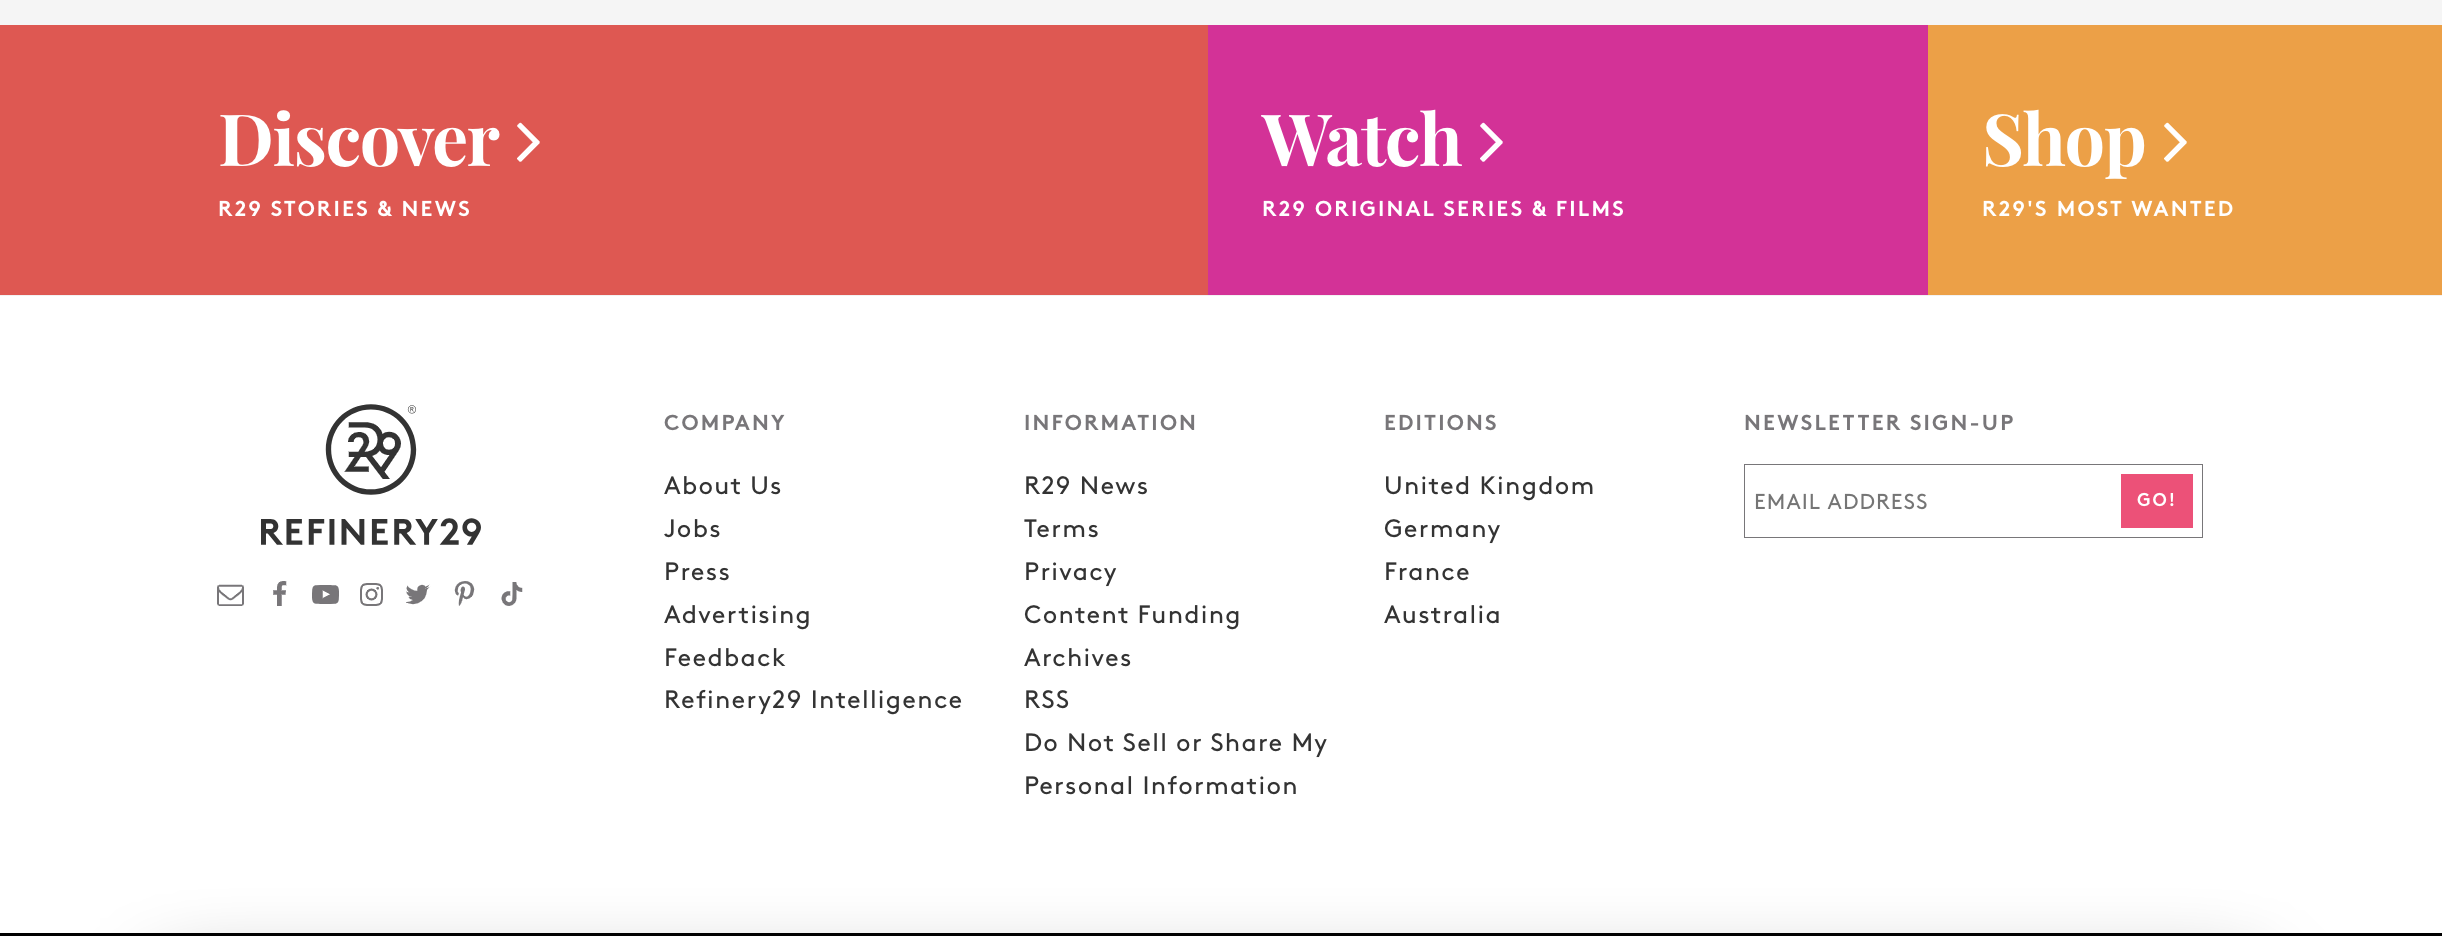 Discover
R29 STORIES & NEWS
Watch
R29 ORIGINAL SERIES & FILMS
Shop
R29'S MOST WANTED
R29®
REFINERY29
COMPANY
About Us
Jobs
Press
Advertising
Feedback
Refinery29 Intelligence
INFORMATION
R29 News
Terms
Privacy
Content Funding
Archives
RSS
Do Not Sell or Share My
Personal Information
EDITIONS
United Kingdom
Germany
France
Australia
NEWSLETTER SIGN-UP
EMAIL ADDRESS
GO!